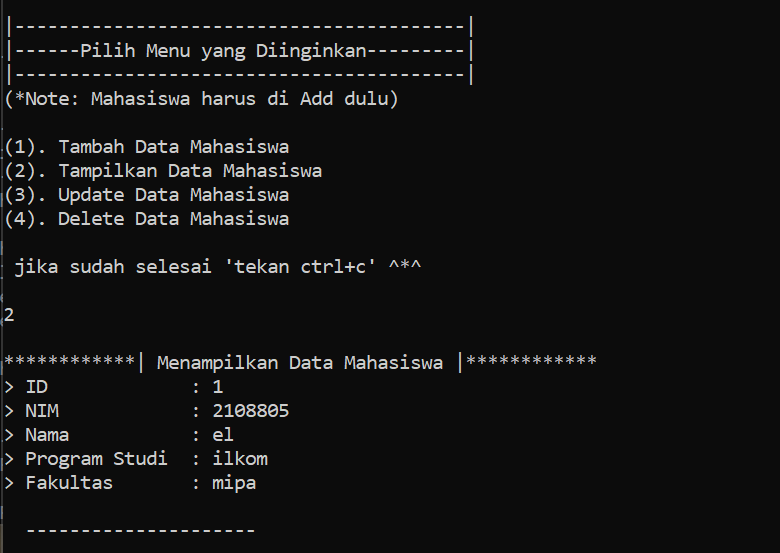 |-----------------------------------------|
|------Pilih Menu yang Diinginkan---------|
|-----------------------------------------|
(*Note: Mahasiswa harus di Add dulu)
(1). Tambah Data Mahasiswa
(2). Tampilkan Data Mahasiswa
(3). Update Data Mahasiswa
(4). Delete Data Mahasiswa
jika sudah selesai 'tekan ctrl+c' ^*^
2
************| Menampilkan Data Mahasiswa |************
> ID             : 1
> NIM            : 2108805
> Nama           : el
> Program Studi  : ilkom
> Fakultas       : mipa
---------------------